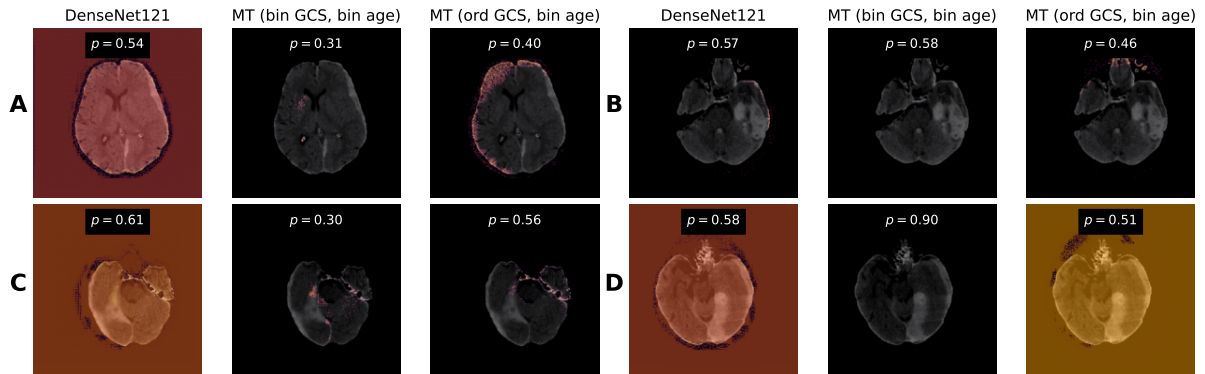 DenseNet121 MT (bin GCS, bin age) MT (ord GCS, bin age) DenseNet121 MT (bin GCS, bin age) MT (ord GCS, bin age)
A p = 0.54 p = 0.31 p = 0.40 B p = 0.57 p = 0.58 p = 0.46
C p = 0.61 p = 0.30 p = 0.56 D p = 0.58 p = 0.90 p = 0.51